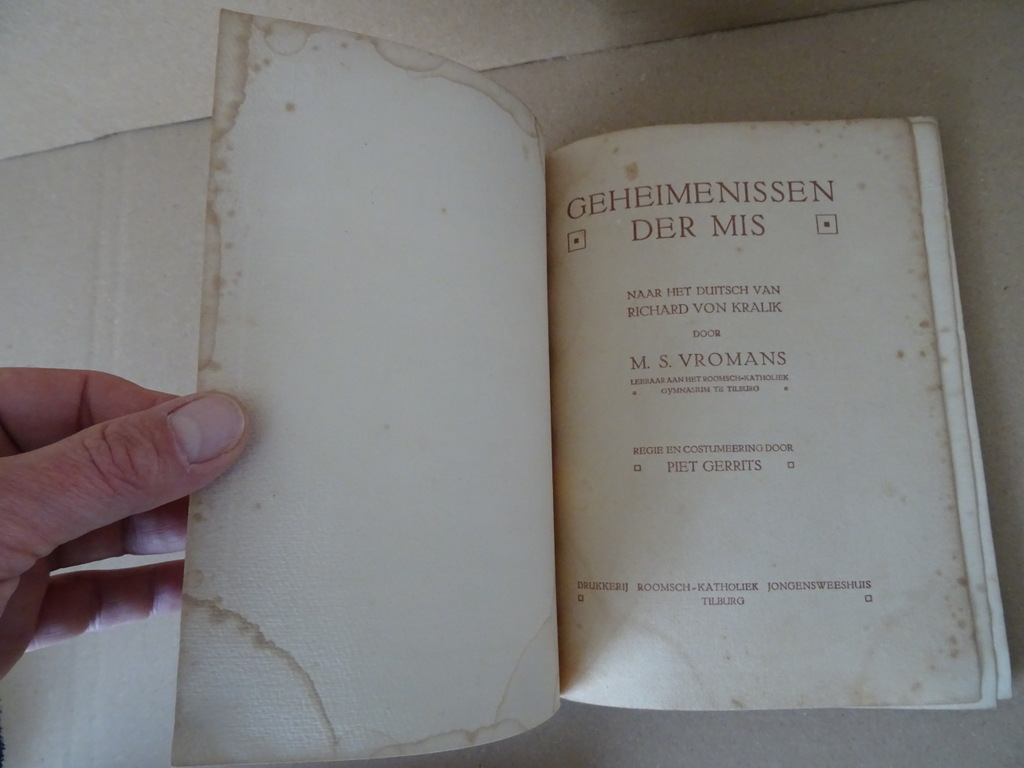 GEHEIMENISSEN
DER MIS
NAAR HET DUITSCH VAN
RICHARD VON KRALIK
DOOR
M. S. VROMANS
LEERAAR AAN HET ROOMSCH-KATHOLIEK
GYMNASIUM TE TILBURG
REGIE EN COSTUMEERING DOOR
PIET GERRITS
DRUKKERIJ ROOMSCH-KATHOLIEK JONGENSWEESHUIS
TILBURG